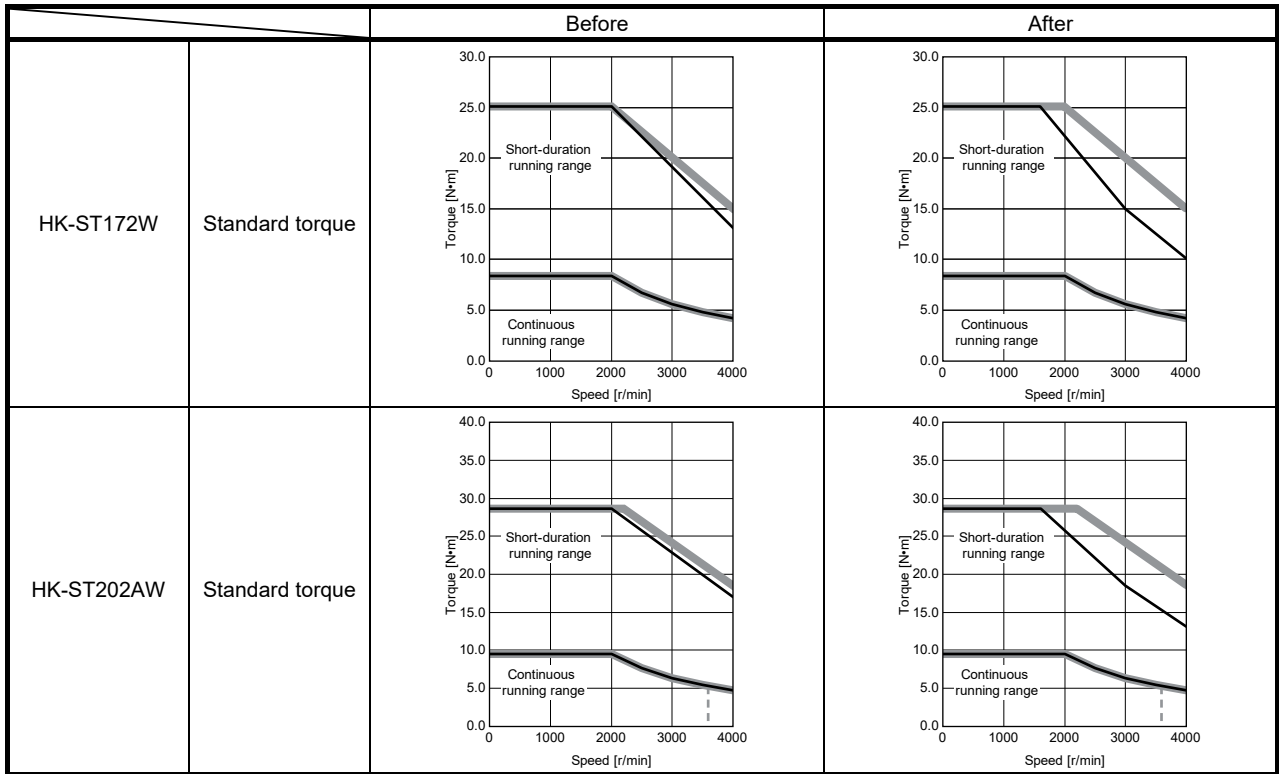 Before
After
HK-ST172W
Standard torque
30.0
25.0
20.0
15.0
10.0
5.0
0.0
Torque [N•m]
Short-duration
running range
Continuous
running range
0 1000 2000 3000 4000
Speed [r/min]
30.0
25.0
20.0
15.0
10.0
5.0
0.0
Torque [N•m]
Short-duration
running range
Continuous
running range
0 1000 2000 3000 4000
Speed [r/min]
HK-ST202AW
Standard torque
40.0
35.0
30.0
25.0
20.0
15.0
10.0
5.0
0.0
Torque [N•m]
Short-duration
running range
Continuous
running range
0 1000 2000 3000 4000
Speed [r/min]
40.0
35.0
30.0
25.0
20.0
15.0
10.0
5.0
0.0
Torque [N•m]
Short-duration
running range
Continuous
running range
0 1000 2000 3000 4000
Speed [r/min]